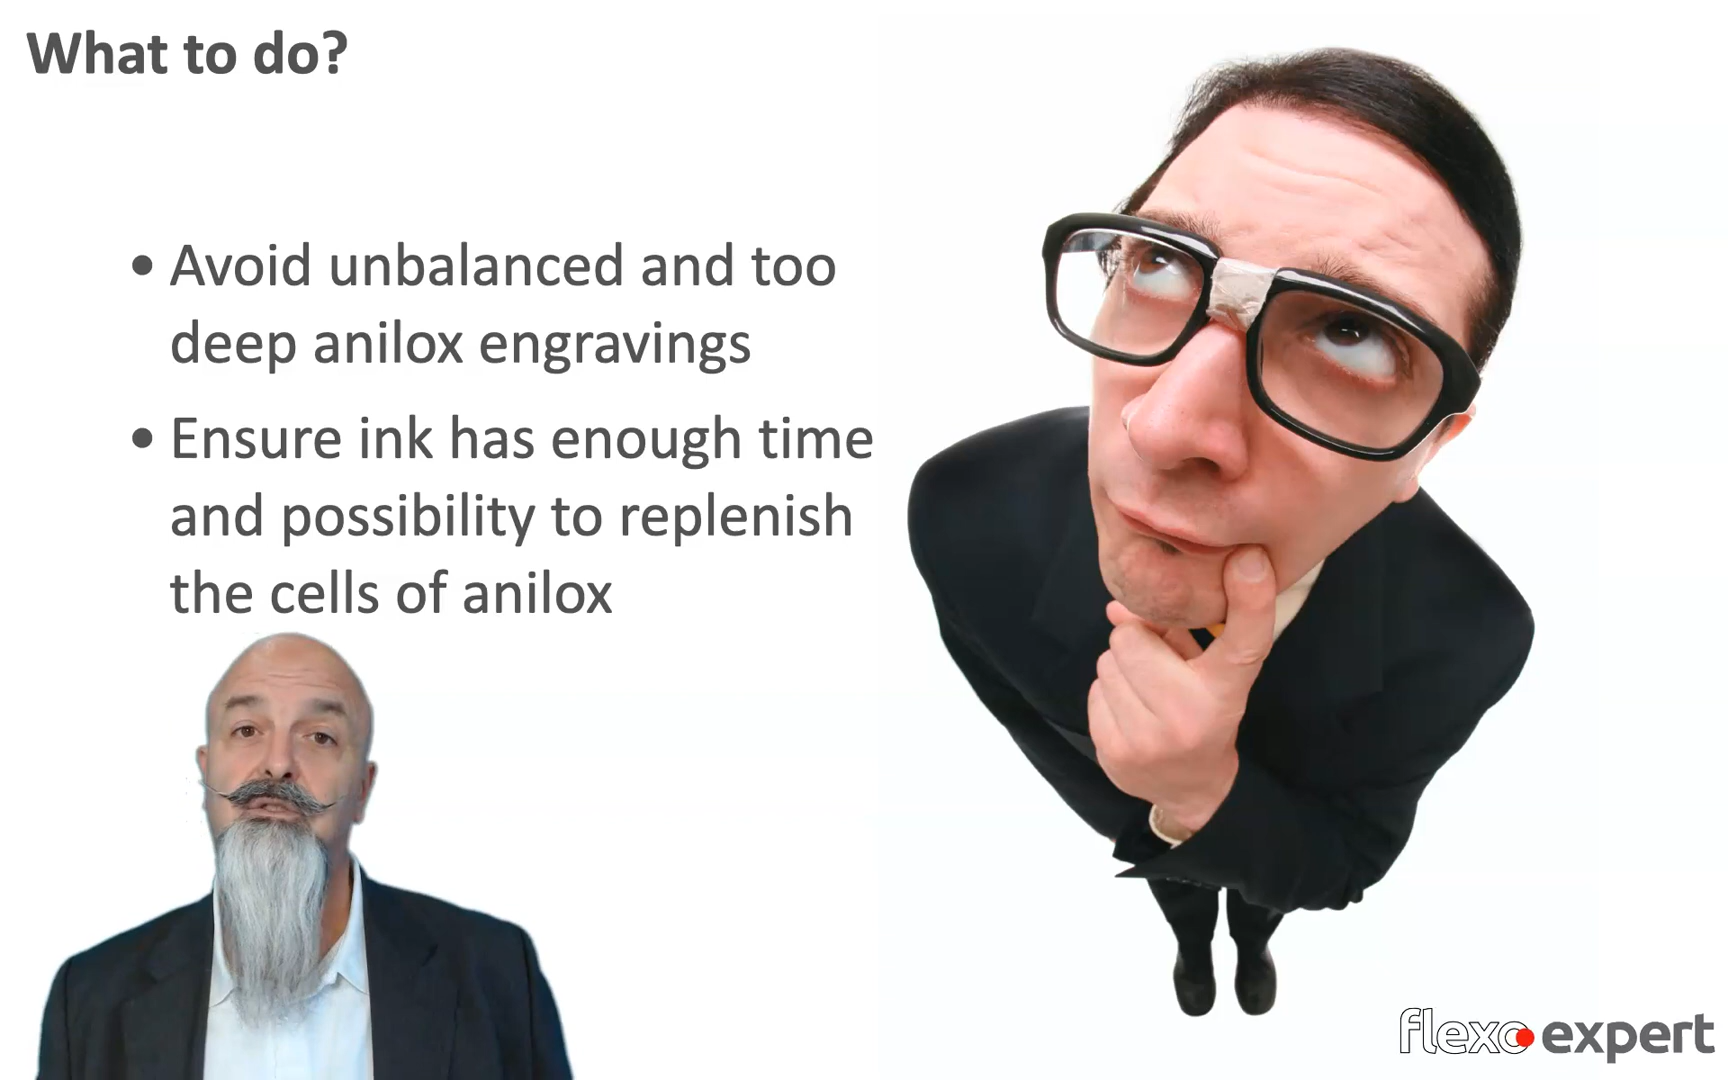 What to do?
• Avoid unbalanced and too
deep anilox engravings
• Ensure ink has enough time
and possibility to replenish
the cells of anilox
flexo expert